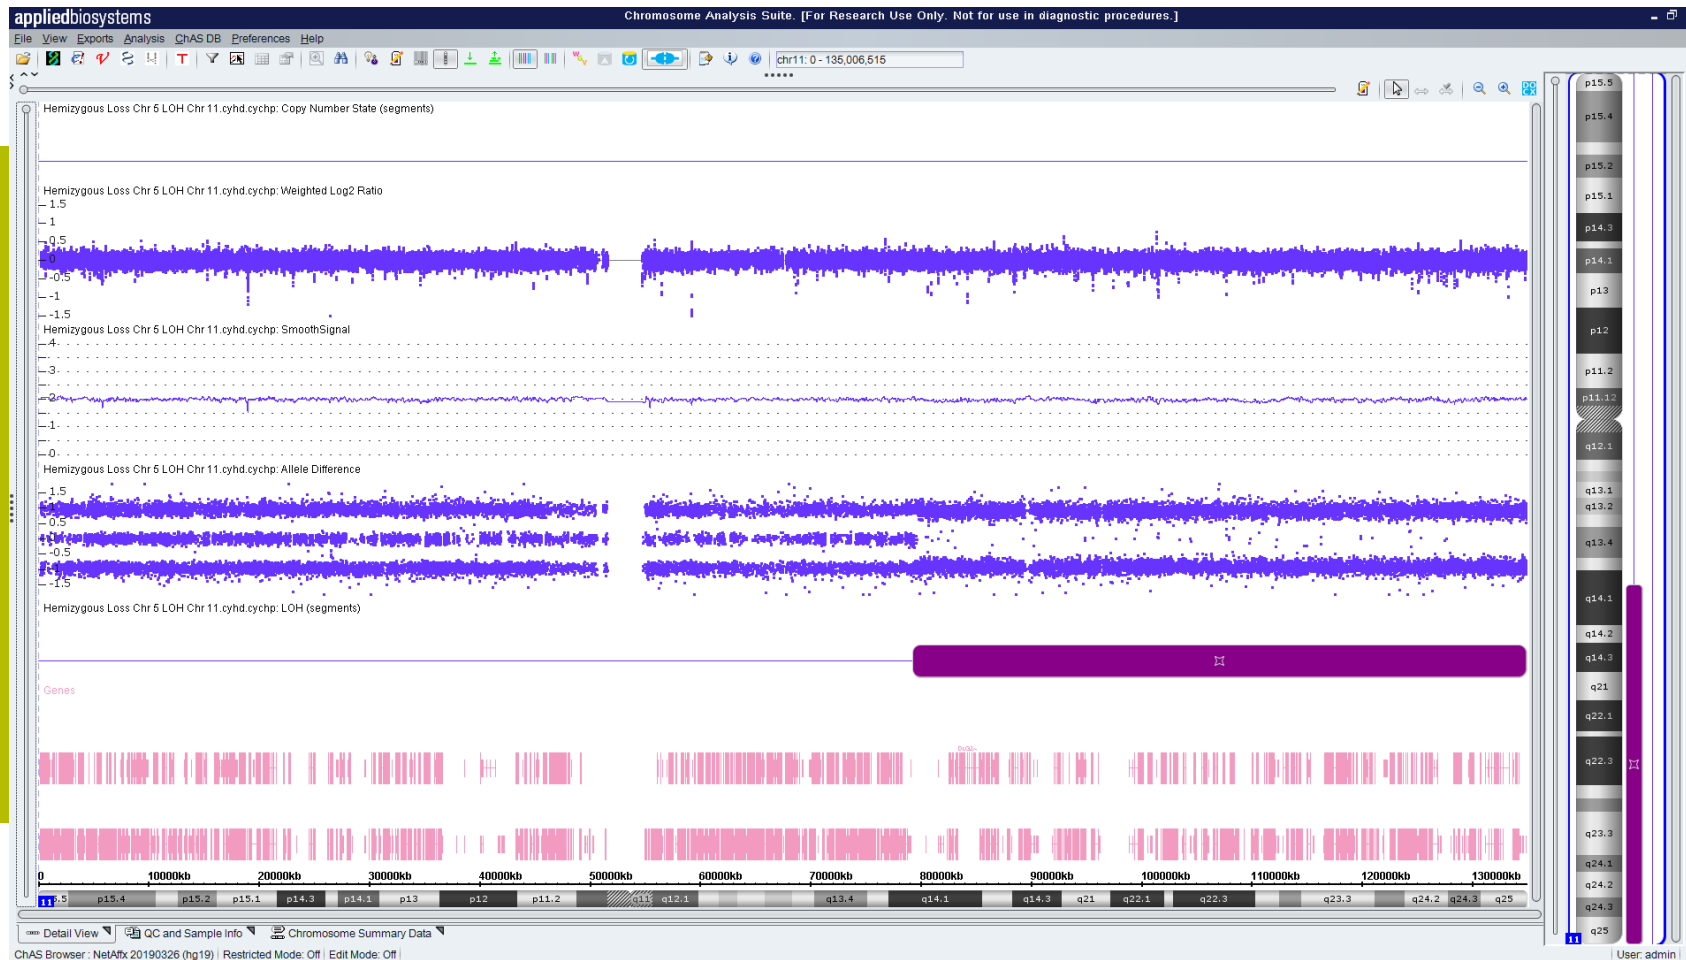 appliedbiosystems
Chromosome Analysis Suite. [For Research Use Only. Not for use in diagnostic procedures.]
File View Exports Analysis ChAS DB Preferences Help
chr11: 0 - 135,006,515
Hemizygous Loss Chr 5 LOH Chr 11.cyhd.cychp: Copy Number State (segments)
Hemizygous Loss Chr 5 LOH Chr 11.cyhd.cychp: Weighted Log2 Ratio
1.5
1
0.5
0
-0.5
-1
-1.5
Hemizygous Loss Chr 5 LOH Chr 11.cyhd.cychp: SmoothSignal
4
3
2
1
0
Hemizygous Loss Chr 5 LOH Chr 11.cyhd.cychp: Allele Difference
1.5
1
0.5
0
-0.5
-1
-1.5
Hemizygous Loss Chr 5 LOH Chr 11.cyhd.cychp: LOH (segments)
Genes
0 10000kb 20000kb 30000kb 40000kb 50000kb 60000kb 70000kb 80000kb 90000kb 100000kb 110000kb 120000kb 130000kb
11 p15.4 p15.2 p15.1 p14.3 p14.1 p13 p12 p11.2 q11 q12.1 q13.4 q14.1 q14.3 q21 q22.1 q22.3 q23.3 q24.2 q24.3 q25
p15.5
p15.4
p15.2
p15.1
p14.3
p14.1
p13
p12
p11.2
p11.12
q12.1
q13.1
q13.2
q13.4
q14.1
q14.2
q14.3
q21
q22.1
q22.3
q23.3
q24.1
q24.2
q24.3
q25
11
Detail View QC and Sample Info Chromosome Summary Data
ChAS Browser : NetAffx 20190326 (hg19) Restricted Mode: Off Edit Mode: Off User: admin